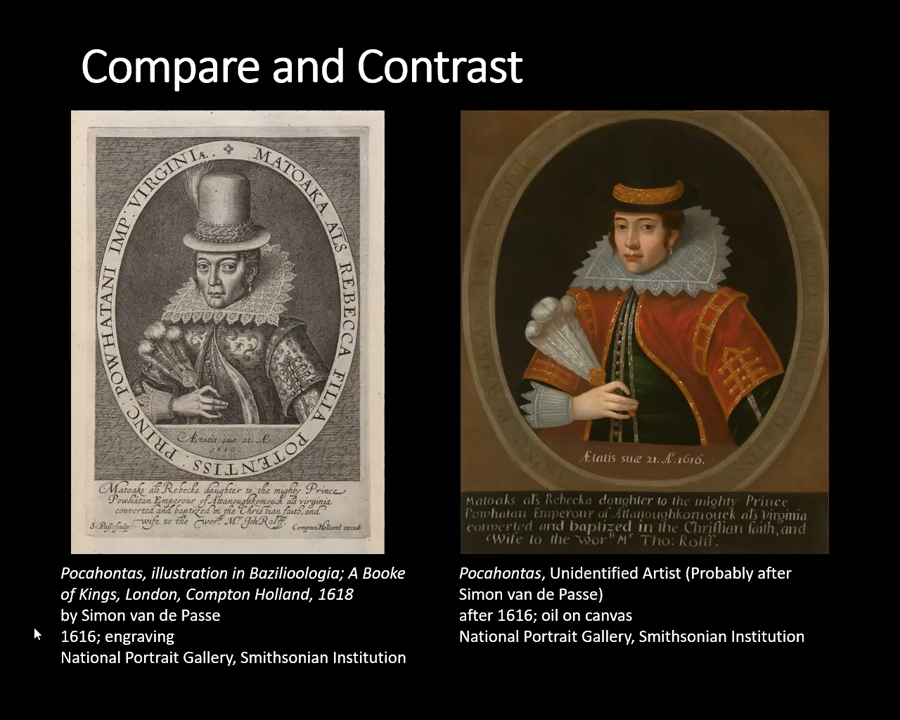 Compare and Contrast
MATOAKA ALS REBECCA FILIA POTENTISS : PRINC : POWHATANI IMP : VIRGINIÆ .
Ætatis suæ 21. A.
1616.
Matoaks als Rebecka daughter to the mighty Prince
Powhatan Emperour of Attanoughkomouck als virginia
converted and baptized in the Christian faith, and
wife to the worff Mr Joh Rolff.
Si: Pass: sculp: Compton Holland excud:
Ætatis suæ 21. Aº. 1616.
Matoaks als Rebecka daughter to the mighty Prince
Powhatan Emperour of Attanoughkomouck als Virginia
converted and baptized in the Christian faith, and
Wife to the Worff Mr Tho: Rolff.
Pocahontas, illustration in Bazilioologia; A Booke
of Kings, London, Compton Holland, 1618
by Simon van de Passe
1616; engraving
National Portrait Gallery, Smithsonian Institution
Pocahontas, Unidentified Artist (Probably after
Simon van de Passe)
after 1616; oil on canvas
National Portrait Gallery, Smithsonian Institution